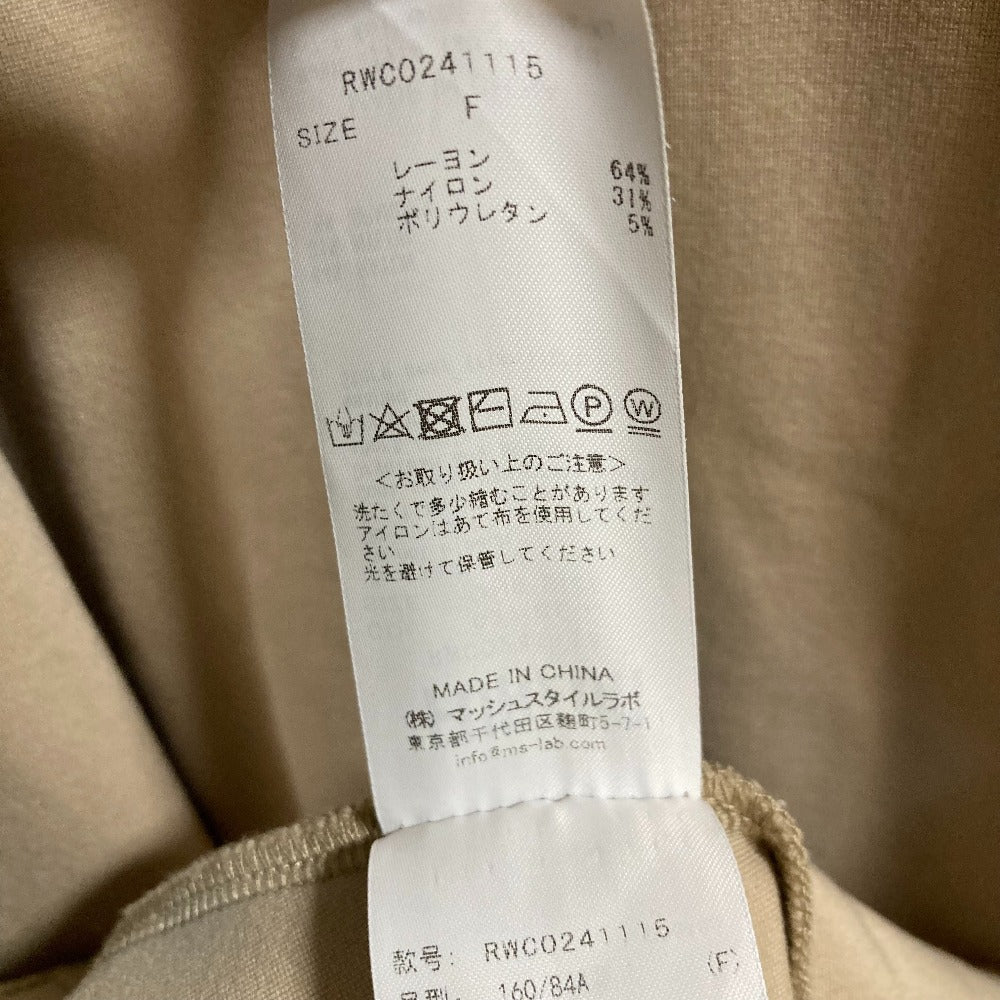 RWCO241115
SIZE F
レーヨン 64%
ナイロン 31%
ポリウレタン 5%
P W
<お取り扱い上のご注意>
洗たくで多少縮むことがあります
アイロンはあて布を使用してくだ
さい
光を避けて保管してください
MADE IN CHINA
(株)マッシュスタイルラボ
東京都千代田区麹町5-7-1
info@ms-lab.com
款号: RWCO241115
号型: 160/84A (F)